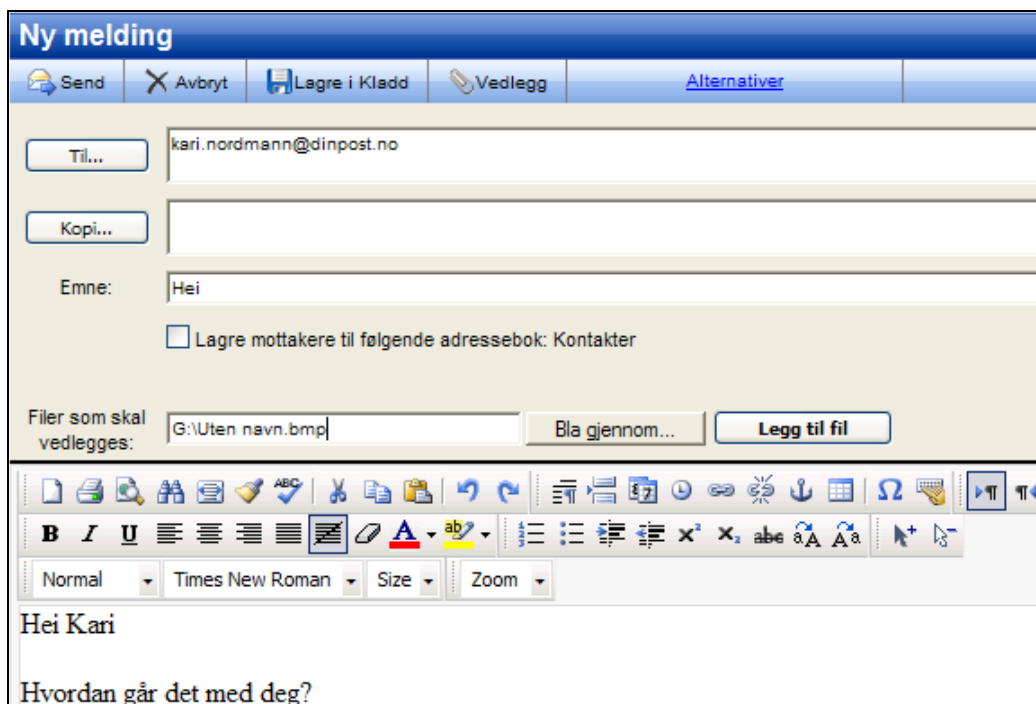 Ny melding
Send Avbryt Lagre i Kladd Vedlegg Alternativer
Til... kari.nordmann@dinpost.no
Kopi...
Emne: Hei
Lagre mottakere til følgende adressebok: Kontakter
Filer som skal vedlegges: G:\Uten navn.bmp Bla gjennom... Legg til fil
Normal Times New Roman Size Zoom
Hei Kari
Hvordan går det med deg?